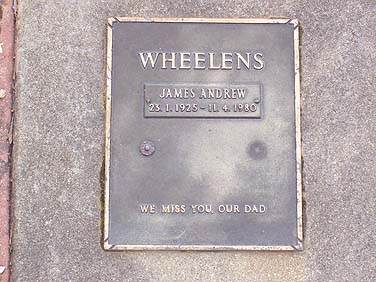 WHEELENS
JAMES ANDREW
23. 1. 1925 - 11. 4. 1980
WE MISS YOU, OUR DAD